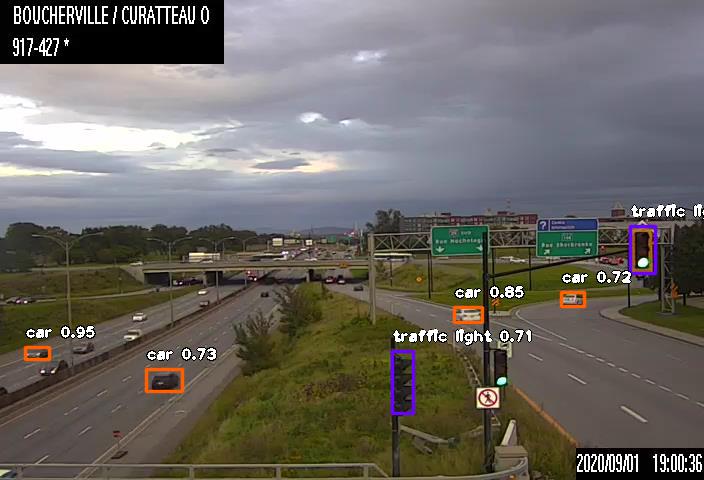 BOUCHERVILLE / CURATTEAU O
917-427 *
traffic lig
SUD
Rue Hochelaga
?
Rue Sherbrooke
car 0.72
car 0.85
car 0.95
traffic light 0.71
car 0.73
2020/09/01 19:00:36